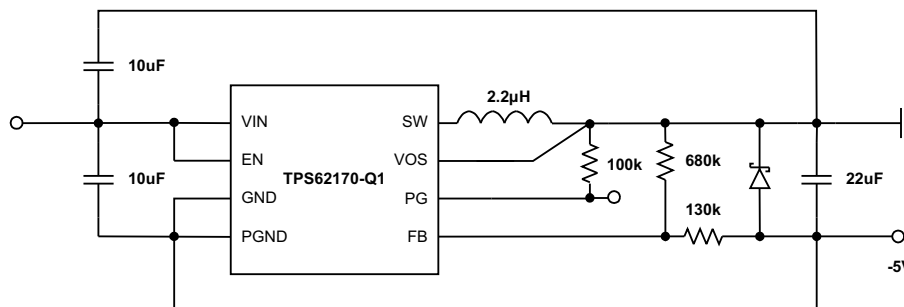 10uF
2.2µH
VIN
SW
EN
VOS
100k
680k
10uF
TPS62170-Q1
22uF
GND
PG
130k
PGND
FB
-5V